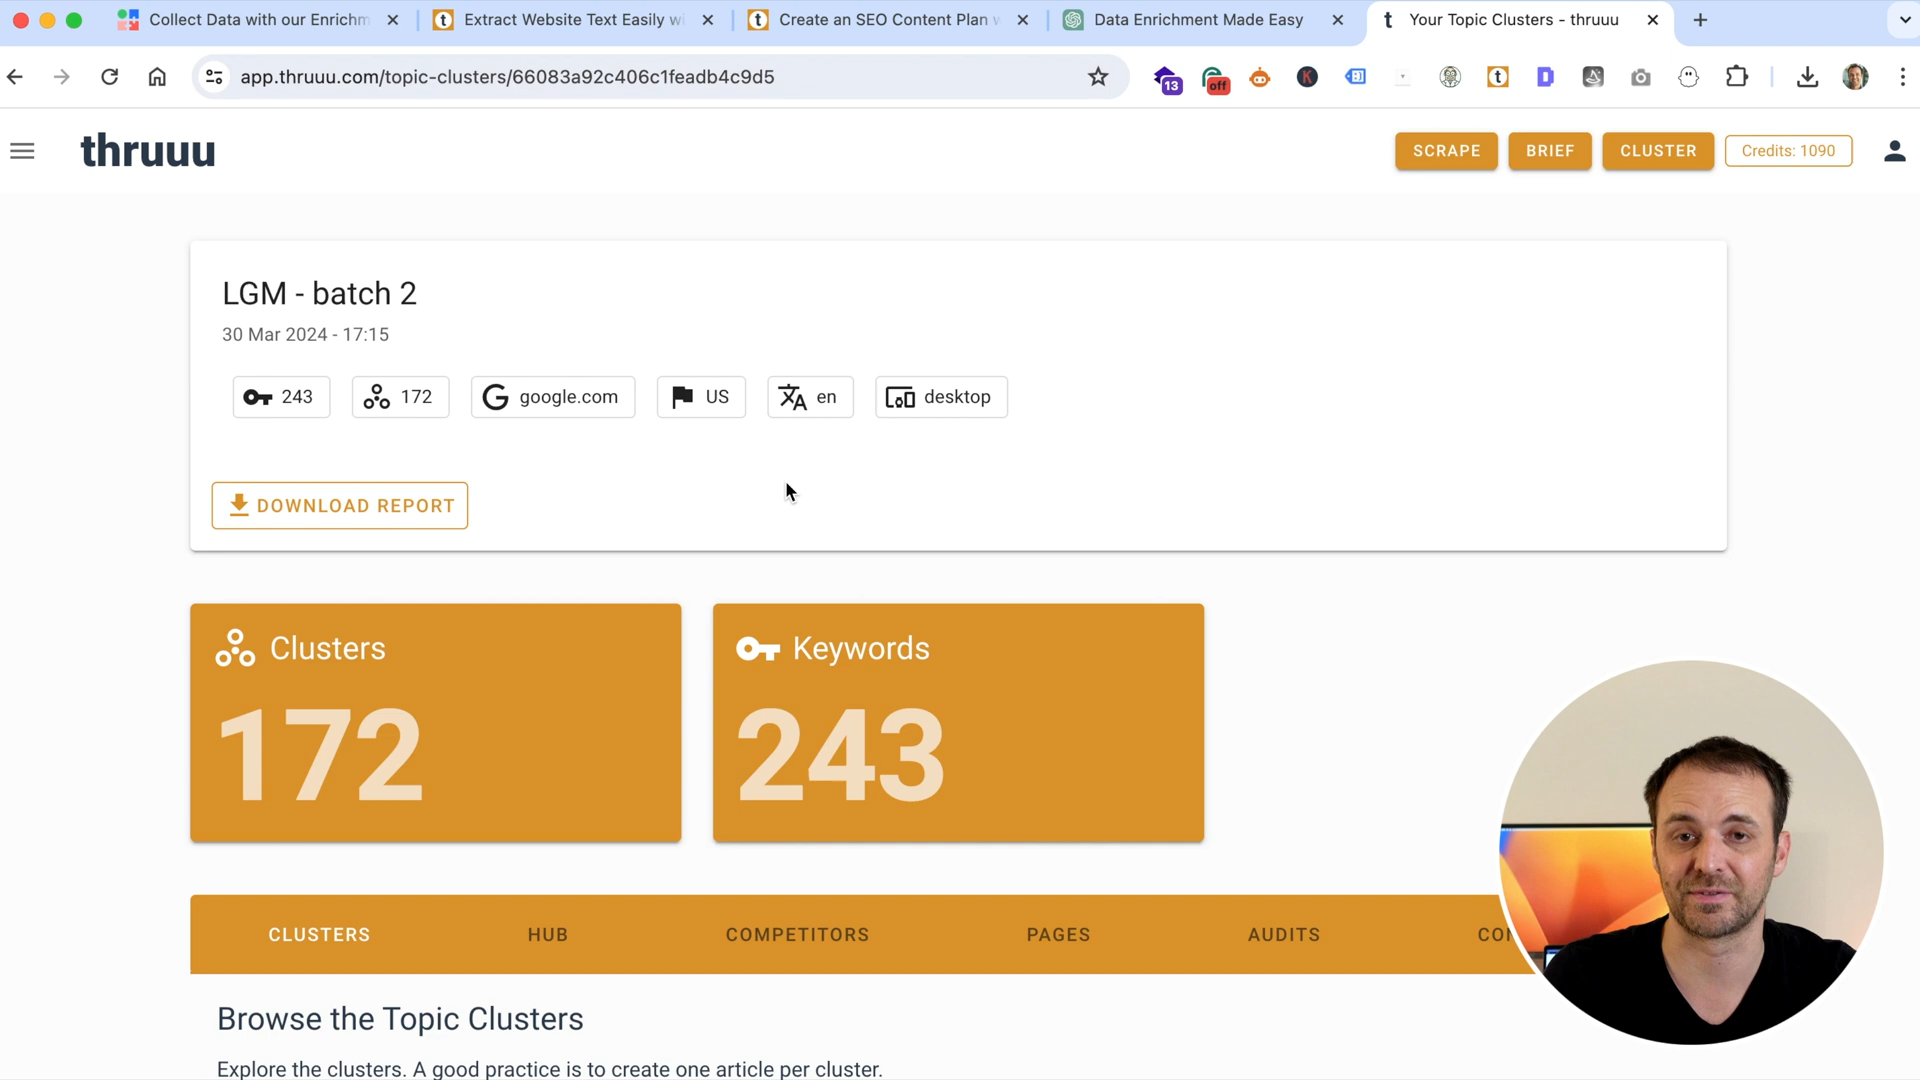 Collect Data with our Enrichm
Extract Website Text Easily wi
Create an SEO Content Plan w
Data Enrichment Made Easy
t Your Topic Clusters - thruuu
app.thruuu.com/topic-clusters/66083a92c406c1feadb4c9d5
13
off
thruuu
SCRAPE
BRIEF
CLUSTER
Credits: 1090
LGM - batch 2
30 Mar 2024 - 17:15
243
172
google.com
US
en
desktop
DOWNLOAD REPORT
Clusters
172
Keywords
243
CLUSTERS
HUB
COMPETITORS
PAGES
AUDITS
Browse the Topic Clusters
Explore the clusters. A good practice is to create one article per cluster.